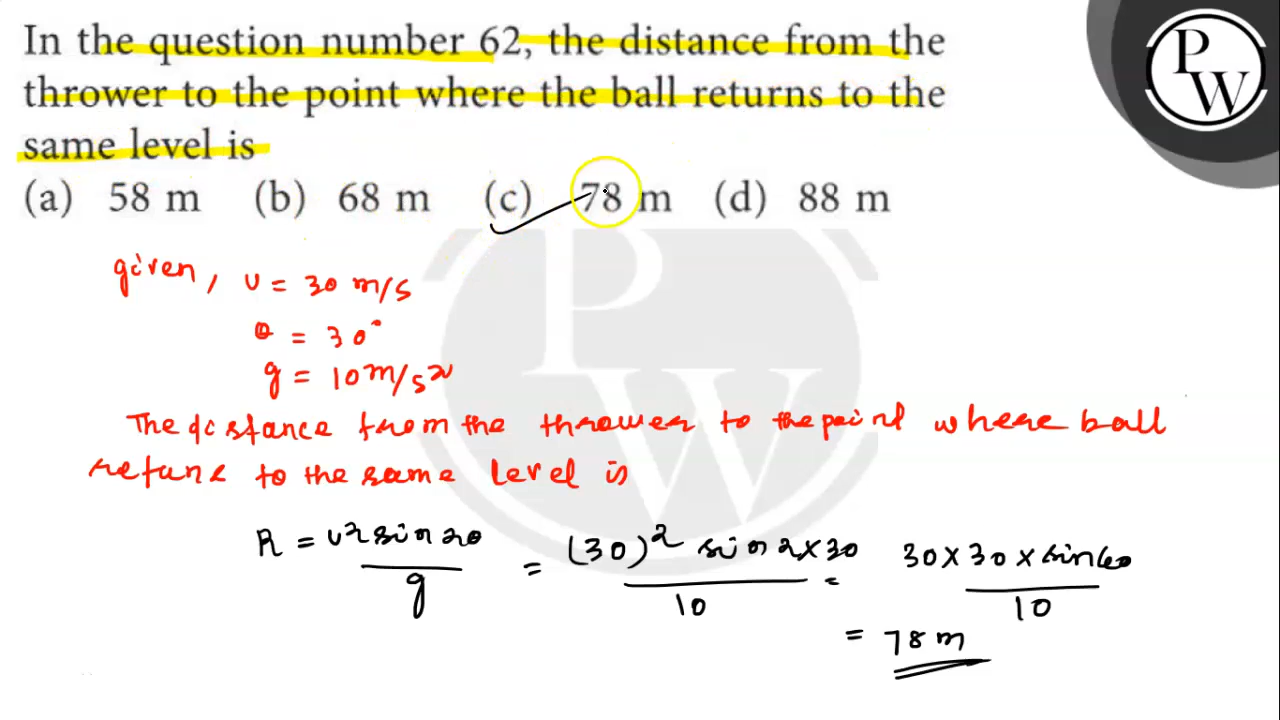 In the question number 62, the distance from the
thrower to the point where the ball returns to the
same level is
(a) 58 m (b) 68 m (c) 78 m (d) 88 m
P
W
given, u = 30 m/s
θ = 30°
g = 10 m/s²
The distance from the thrower to the point where ball
return to the same level is
R = u² sin 2θ / g = (30)² sin 2×30 / 10 = 30 × 30 × sin 60 / 10
= 78 m
P
W